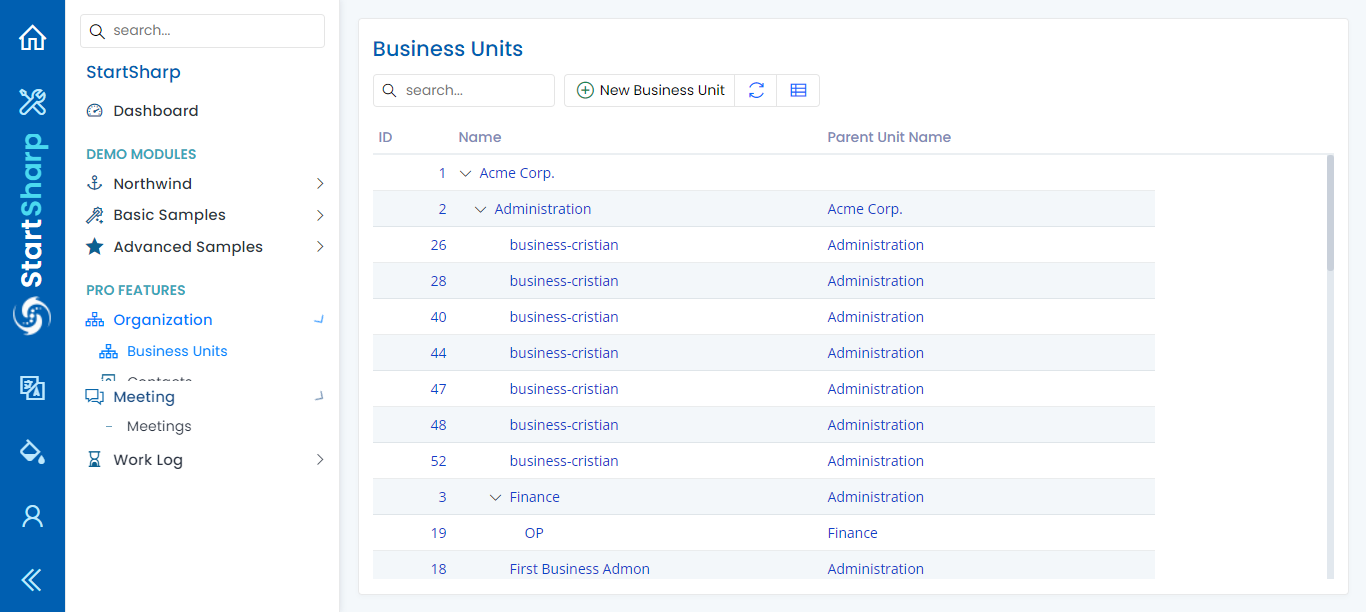 StartSharp
search...
StartSharp
Dashboard
DEMO MODULES
Northwind
Basic Samples
Advanced Samples
PRO FEATURES
Organization
Business Units
Contacts
Meeting
Meetings
Work Log
Business Units
search...
New Business Unit
ID Name Parent Unit Name
1 Acme Corp.
2 Administration Acme Corp.
26 business-cristian Administration
28 business-cristian Administration
40 business-cristian Administration
44 business-cristian Administration
47 business-cristian Administration
48 business-cristian Administration
52 business-cristian Administration
3 Finance Administration
19 OP Finance
18 First Business Admon Administration